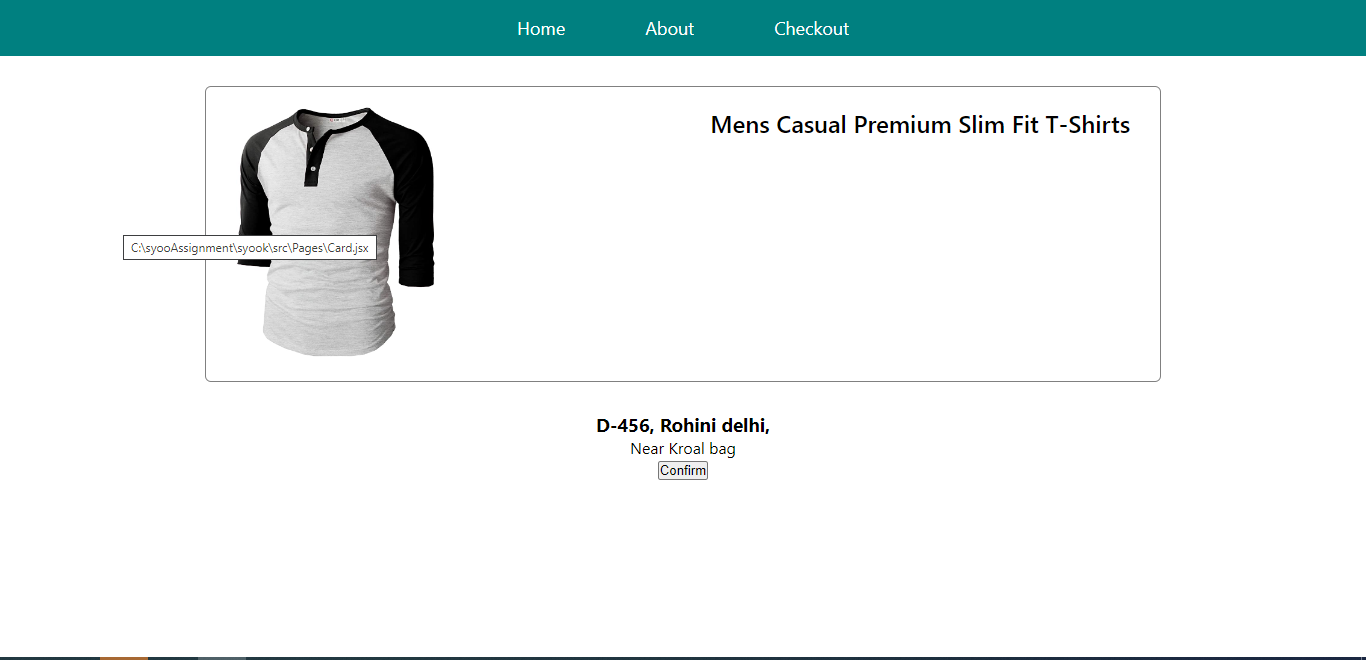 Home About Checkout
Mens Casual Premium Slim Fit T-Shirts
C:\syooAssignment\syook\src\Pages\Card.jsx
D-456, Rohini delhi,
Near Kroal bag
Confirm